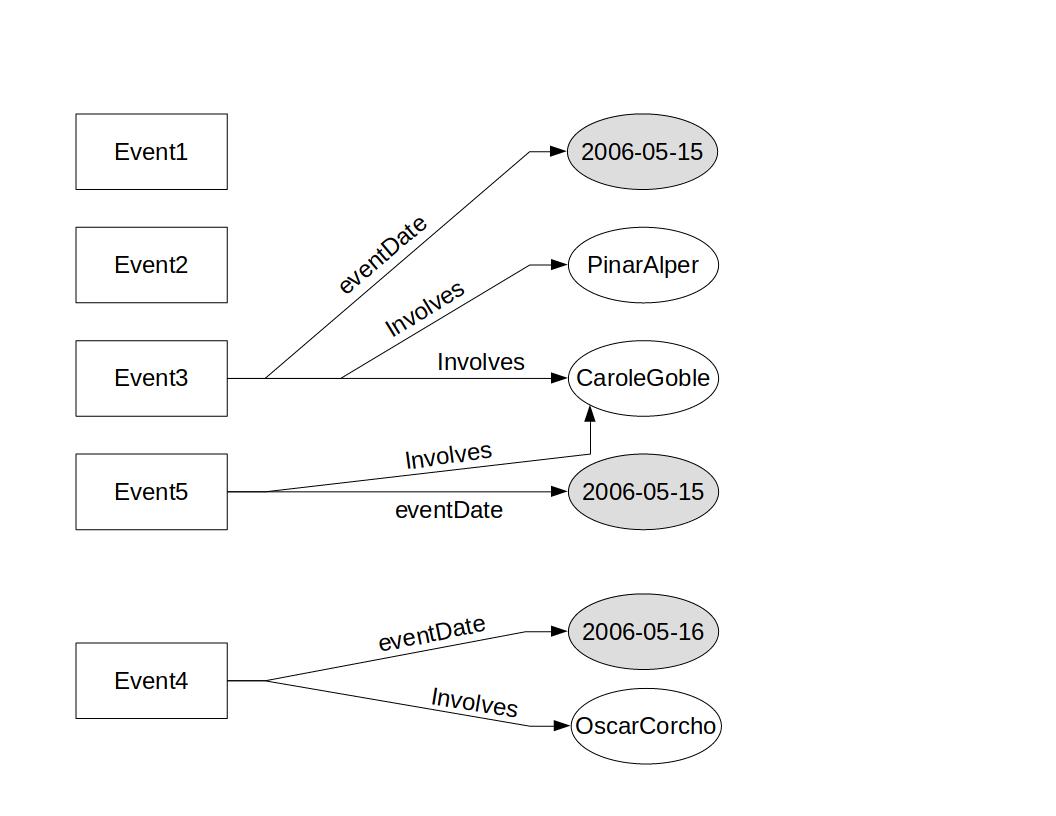 Event1
2006-05-15
eventDate
Event2
PinarAlper
Involves
Event3
Involves
CaroleGoble
Involves
Event5
2006-05-15
eventDate
eventDate
2006-05-16
Event4
Involves
OscarCorcho